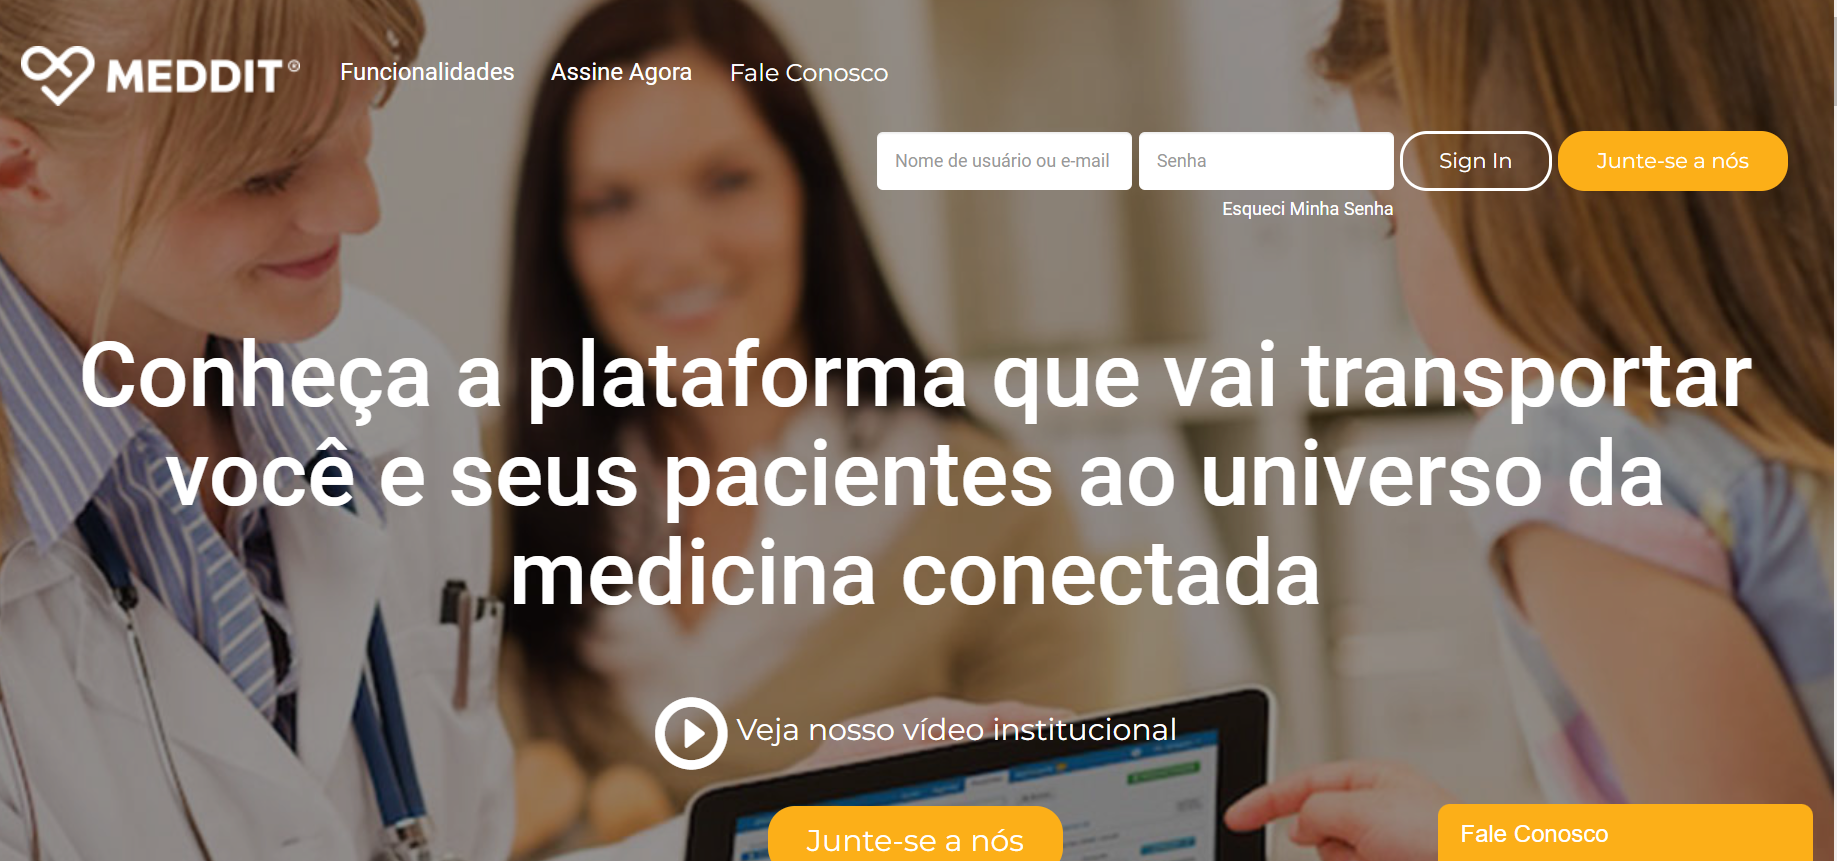 MEDDIT®
Funcionalidades
Assine Agora
Fale Conosco
Nome de usuário ou e-mail
Senha
Sign In
Junte-se a nós
Esqueci Minha Senha
Conheça a plataforma que vai transportar
você e seus pacientes ao universo da
medicina conectada
Veja nosso vídeo institucional
Junte-se a nós
Fale Conosco